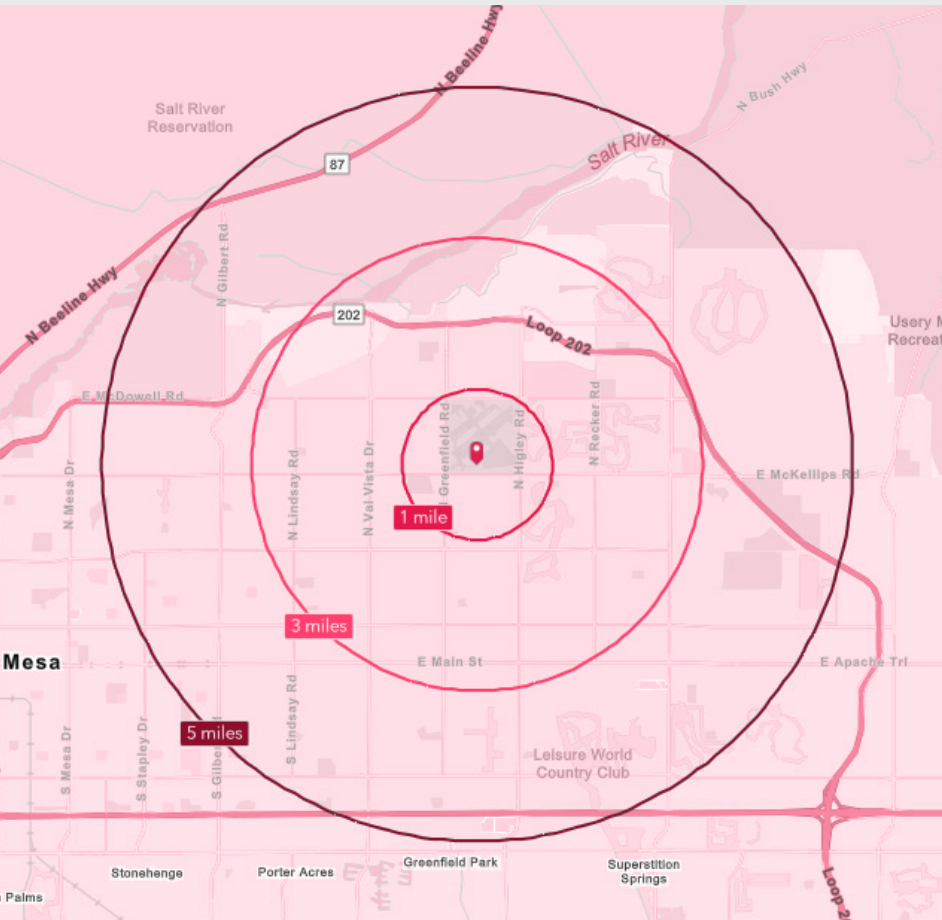 N Beeline Hwy
N Bush Hwy
Salt River
Reservation
Salt River
87
N Gilbert Rd
N Beeline Hwy
202
Loop 202
Usery M
Recreat
E McDowell Rd
N Mesa Dr
N Lindsay Rd
N Val Vista Dr
Greenfield Rd
N Higley Rd
N Recker Rd
E McKellips Rd
1 mile
3 miles
Mesa
E Main St
E Apache Trl
5 miles
S Mesa Dr
S Stapley Dr
S Gilber
S Lindsay Rd
Leisure World
Country Club
Stonehenge
Porter Acres
Greenfield Park
Superstition
Springs
Palms
Loop 2